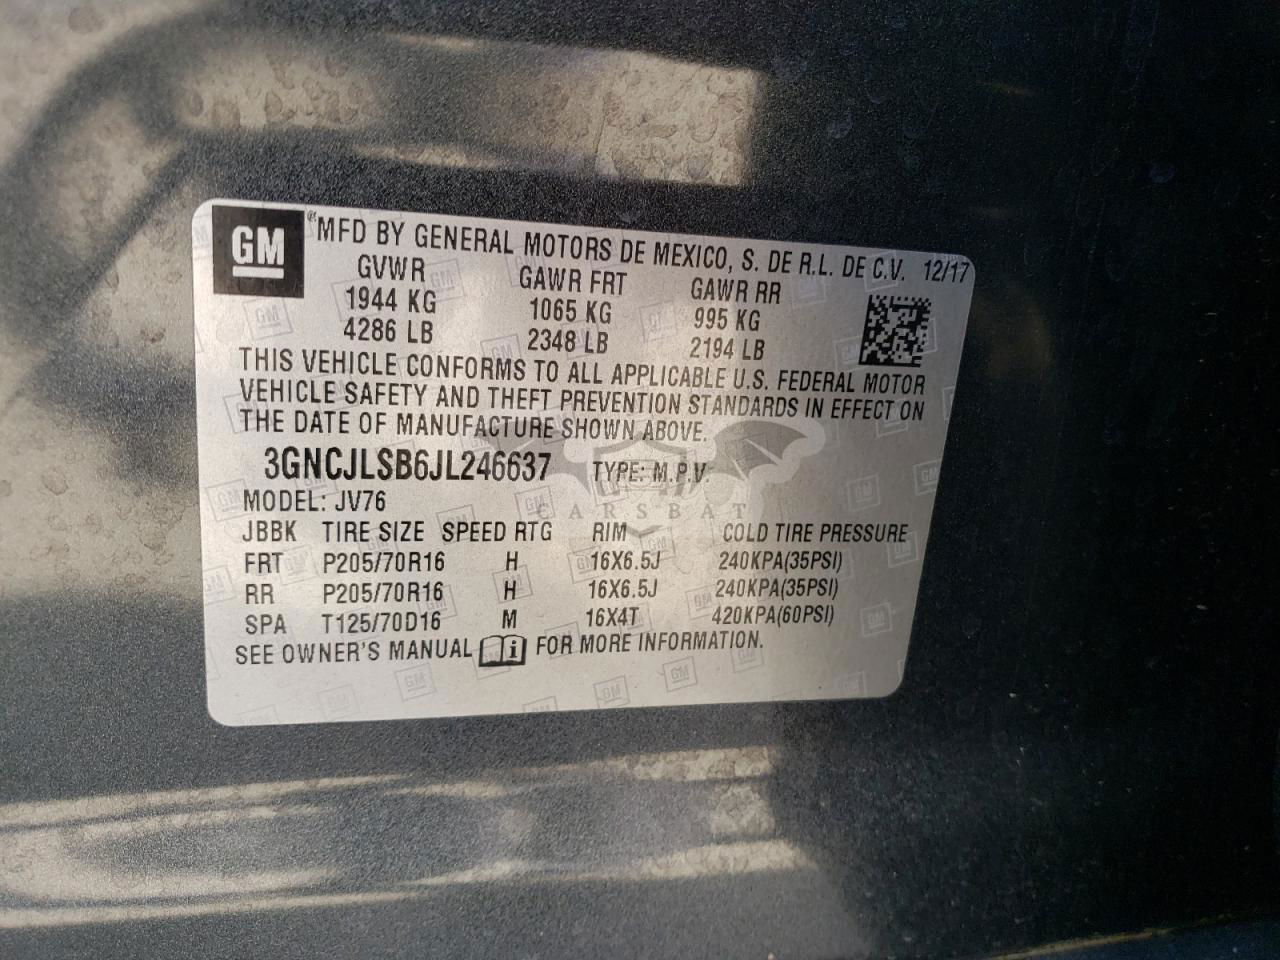 GM ® MFD BY GENERAL MOTORS DE MEXICO, S. DE R.L. DE C.V. 12/17
GVWR GAWR FRT GAWR RR
1944 KG 1065 KG 995 KG
4286 LB 2348 LB 2194 LB
THIS VEHICLE CONFORMS TO ALL APPLICABLE U.S. FEDERAL MOTOR
VEHICLE SAFETY AND THEFT PREVENTION STANDARDS IN EFFECT ON
THE DATE OF MANUFACTURE SHOWN ABOVE.
3GNCJLSB6JL246637 TYPE: M.P.V.
MODEL: JV76
CARSBAT
JBBK TIRE SIZE SPEED RTG RIM COLD TIRE PRESSURE
FRT P205/70R16 H 16X6.5J 240KPA(35PSI)
RR P205/70R16 H 16X6.5J 240KPA(35PSI)
SPA T125/70D16 M 16X4T 420KPA(60PSI)
SEE OWNER'S MANUAL i FOR MORE INFORMATION.